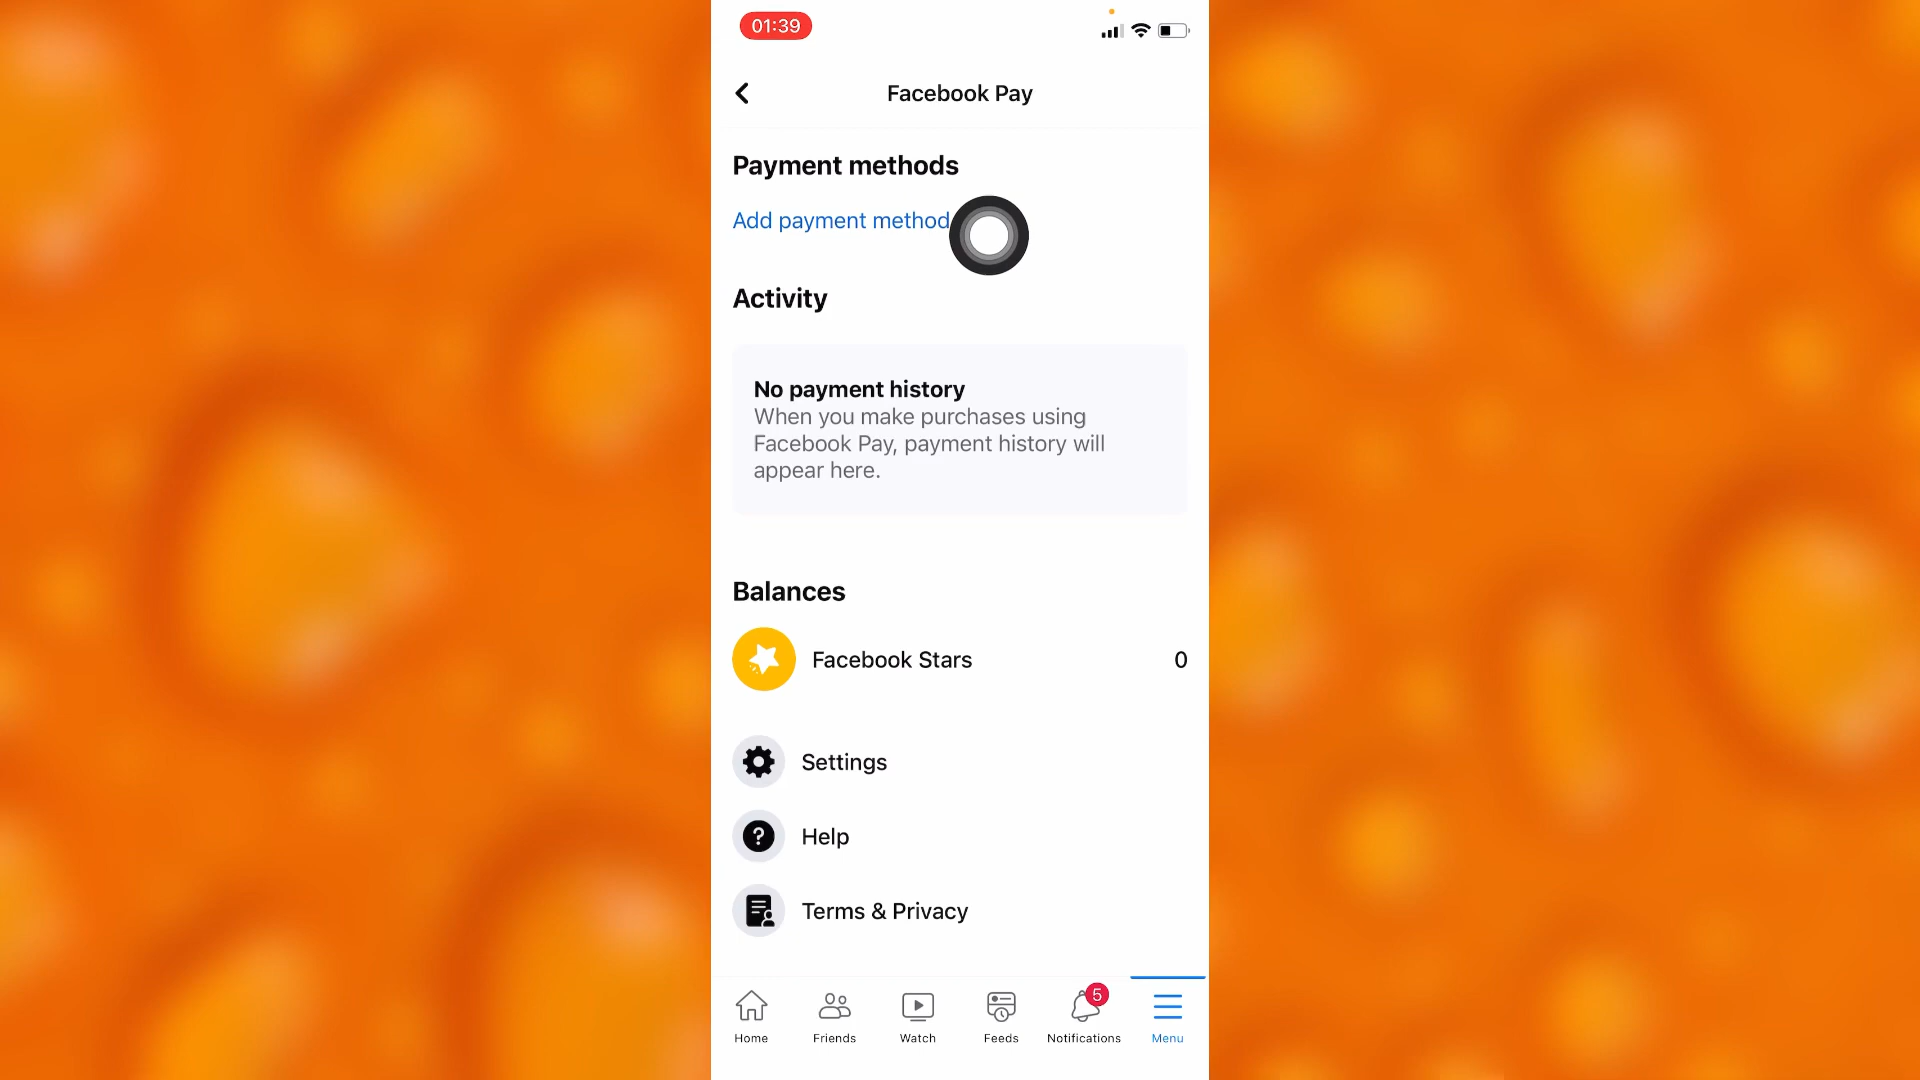 01:39
Facebook Pay
Payment methods
Add payment method
Activity
No payment history
When you make purchases using
Facebook Pay, payment history will
appear here.
Balances
Facebook Stars 0
Settings
Help
Terms & Privacy
5
Home Friends Watch Feeds Notifications Menu